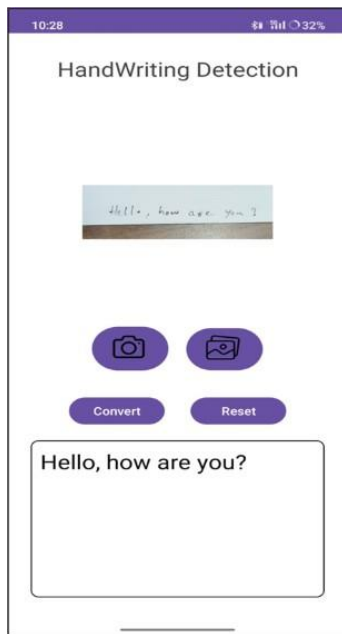 10:28 32%
HandWriting Detection
Hello, how are you?
Convert Reset
Hello, how are you?